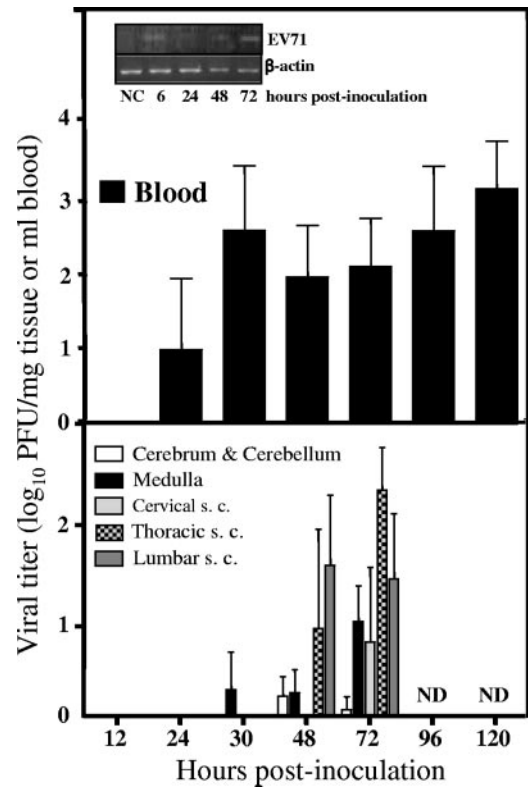 EV71
β-actin
NC 6 24 48 72 hours post-inoculation
Viral titer (log10 PFU/mg tissue or ml blood)
4
3
2
1
0
Blood
2
1
0
Cerebrum & Cerebellum
Medulla
Cervical s. c.
Thoracic s. c.
Lumbar s. c.
ND ND
12 24 30 48 72 96 120
Hours post-inoculation